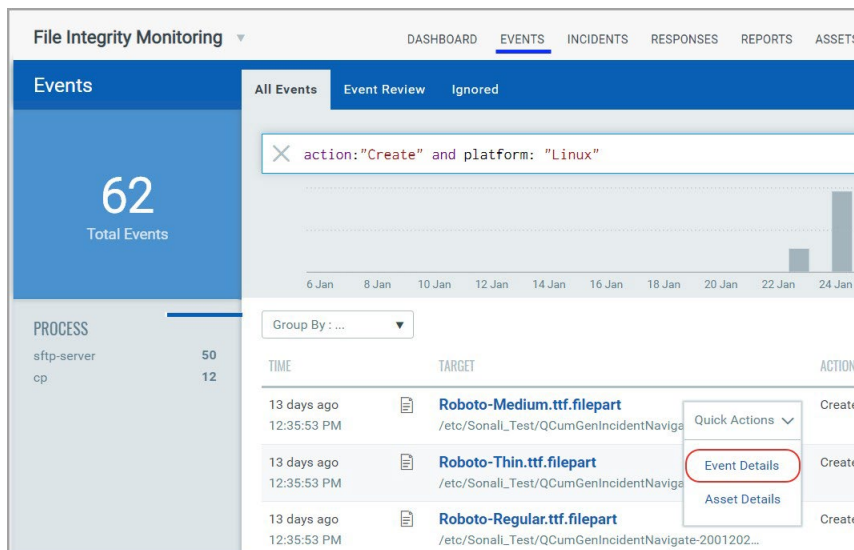 File Integrity Monitoring
DASHBOARD EVENTS INCIDENTS RESPONSES REPORTS ASSETS
Events
All Events Event Review Ignored
action:"Create" and platform: "Linux"
62
Total Events
6 Jan 8 Jan 10 Jan 12 Jan 14 Jan 16 Jan 18 Jan 20 Jan 22 Jan 24 Jan
PROCESS
sftp-server 50
cp 12
Group By : ...
TIME TARGET ACTION
13 days ago Roboto-Medium.ttf.filepart Create
12:35:53 PM /etc/Sonali_Test/QCumGenIncidentNaviga
Quick Actions
Event Details
Asset Details
13 days ago Roboto-Thin.ttf.filepart Create
12:35:53 PM /etc/Sonali_Test/QCumGenIncidentNaviga
13 days ago Roboto-Regular.ttf.filepart Create
12:35:53 PM /etc/Sonali_Test/QCumGenIncidentNavigate-2001202...